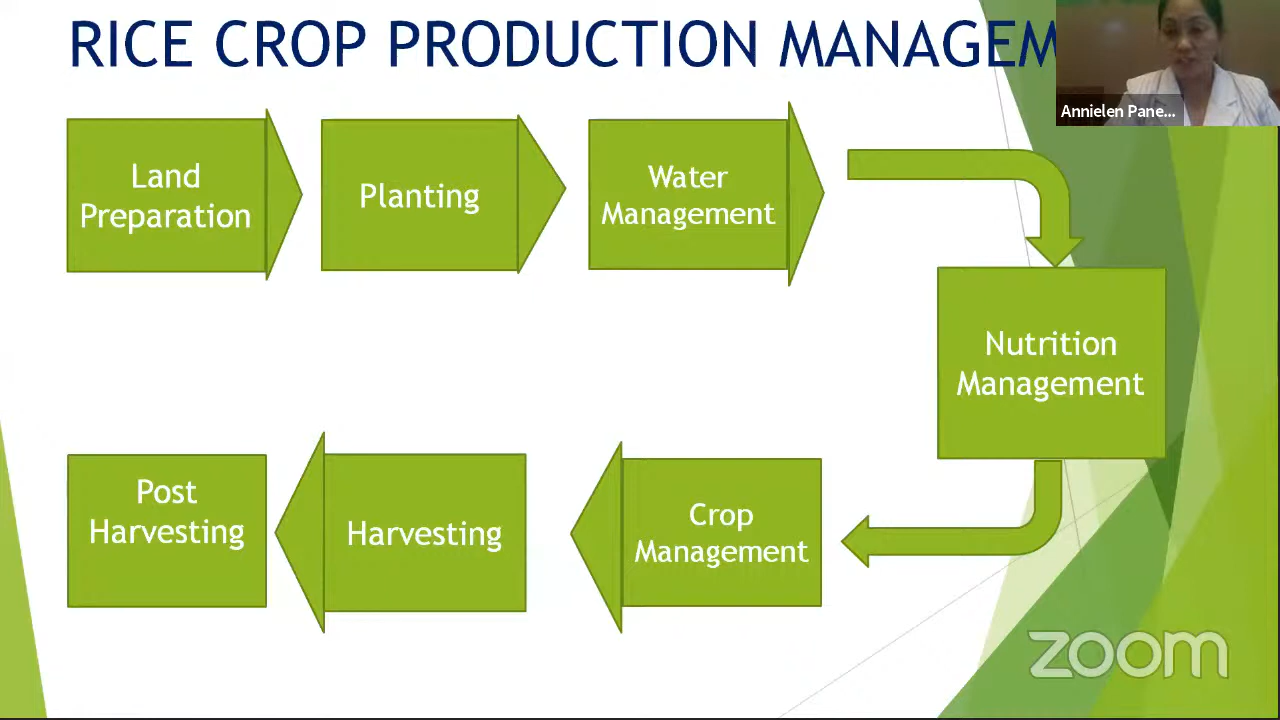 RICE CROP PRODUCTION MANAGEM
Annielen Pane...
Land
Preparation
Planting
Water
Management
Nutrition
Management
Crop
Management
Harvesting
Post
Harvesting
zoom